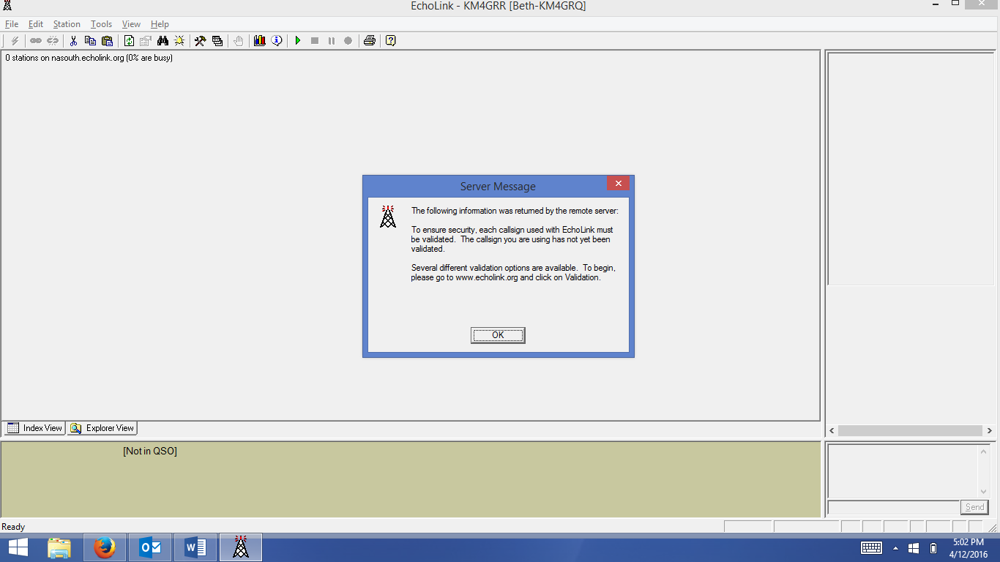 EchoLink - KM4GRR [Beth-KM4GRQ]
File Edit Station Tools View Help
0 stations on nasouth.echolink.org (0% are busy)
Server Message
The following information was returned by the remote server:
To ensure security, each callsign used with EchoLink must
be validated. The callsign you are using has not yet been
validated.
Several different validation options are available. To begin,
please go to www.echolink.org and click on Validation.
OK
Index View Explorer View
[Not in QSO]
Send
Ready
5:02 PM
4/12/2016